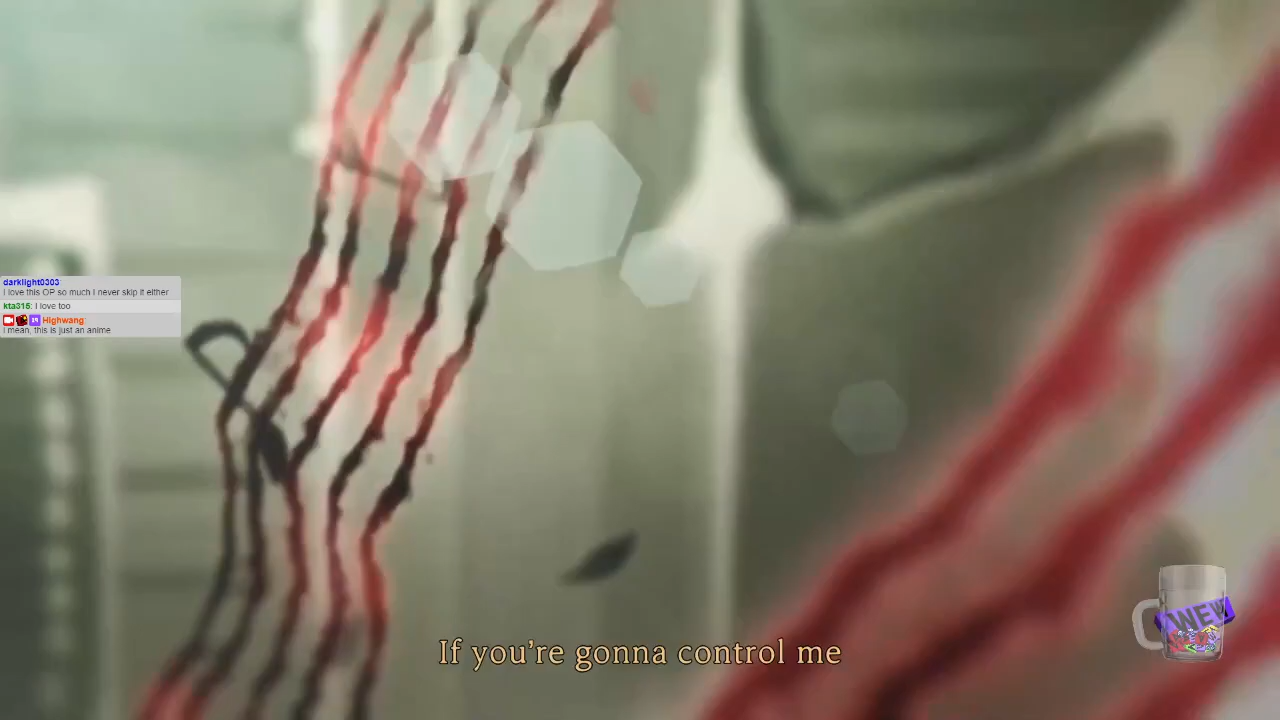 darklight0303
I love this OP so much I never skip it either
kta315: I love too
Highwang:
I mean, this is just an anime
If you're gonna control me
WEW